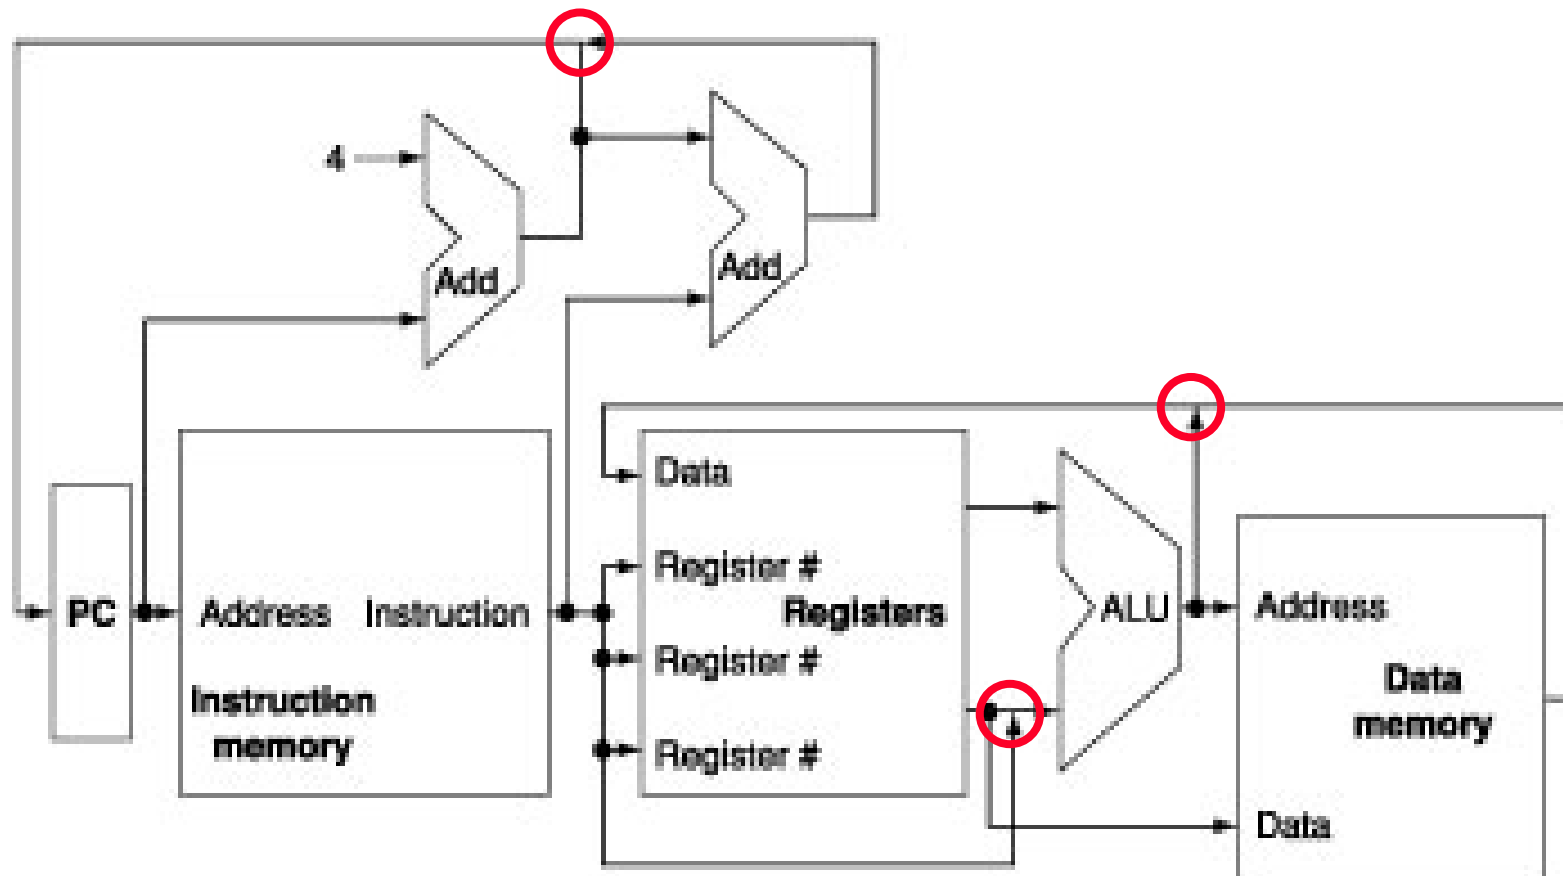 4
Add
Add
Data
Register #
PC
Address
Instruction
Registers
ALU
Address
Register #
Instruction
memory
Data
memory
Register #
Data